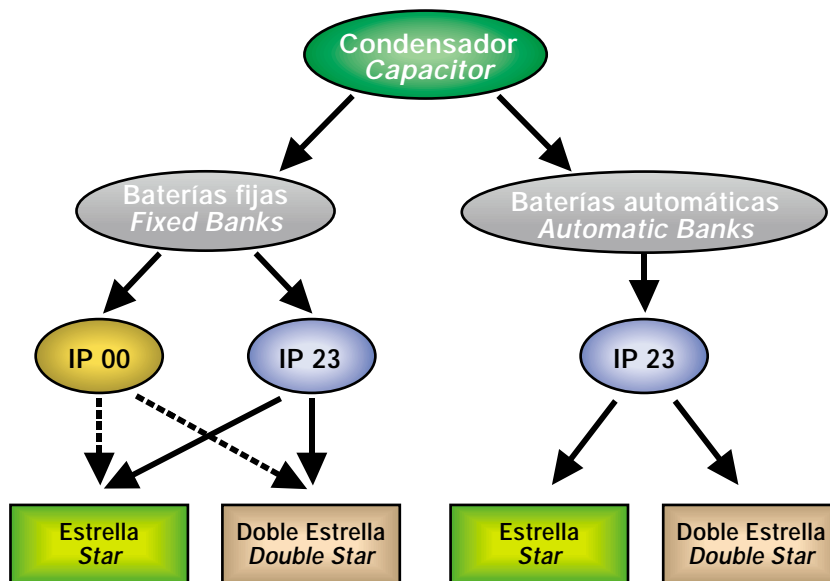 Condensador
Capacitor
Baterías fijas
Fixed Banks
Baterías automáticas
Automatic Banks
IP 00
IP 23
IP 23
Estrella
Star
Doble Estrella
Double Star
Estrella
Star
Doble Estrella
Double Star